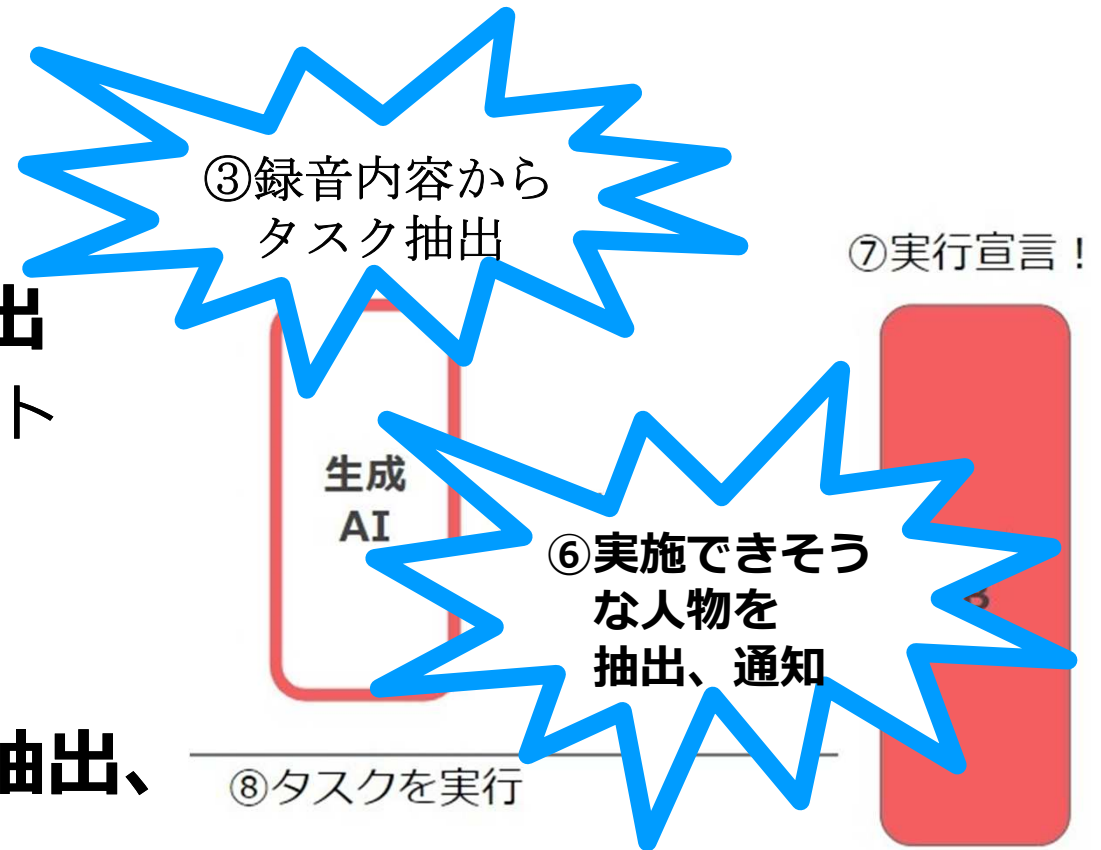 ③録音内容から
タスク抽出
⑦実行宣言！
出
ト
生成
AI
⑥実施できそう
な人物を
抽出、通知
抽出、
⑧タスクを実行